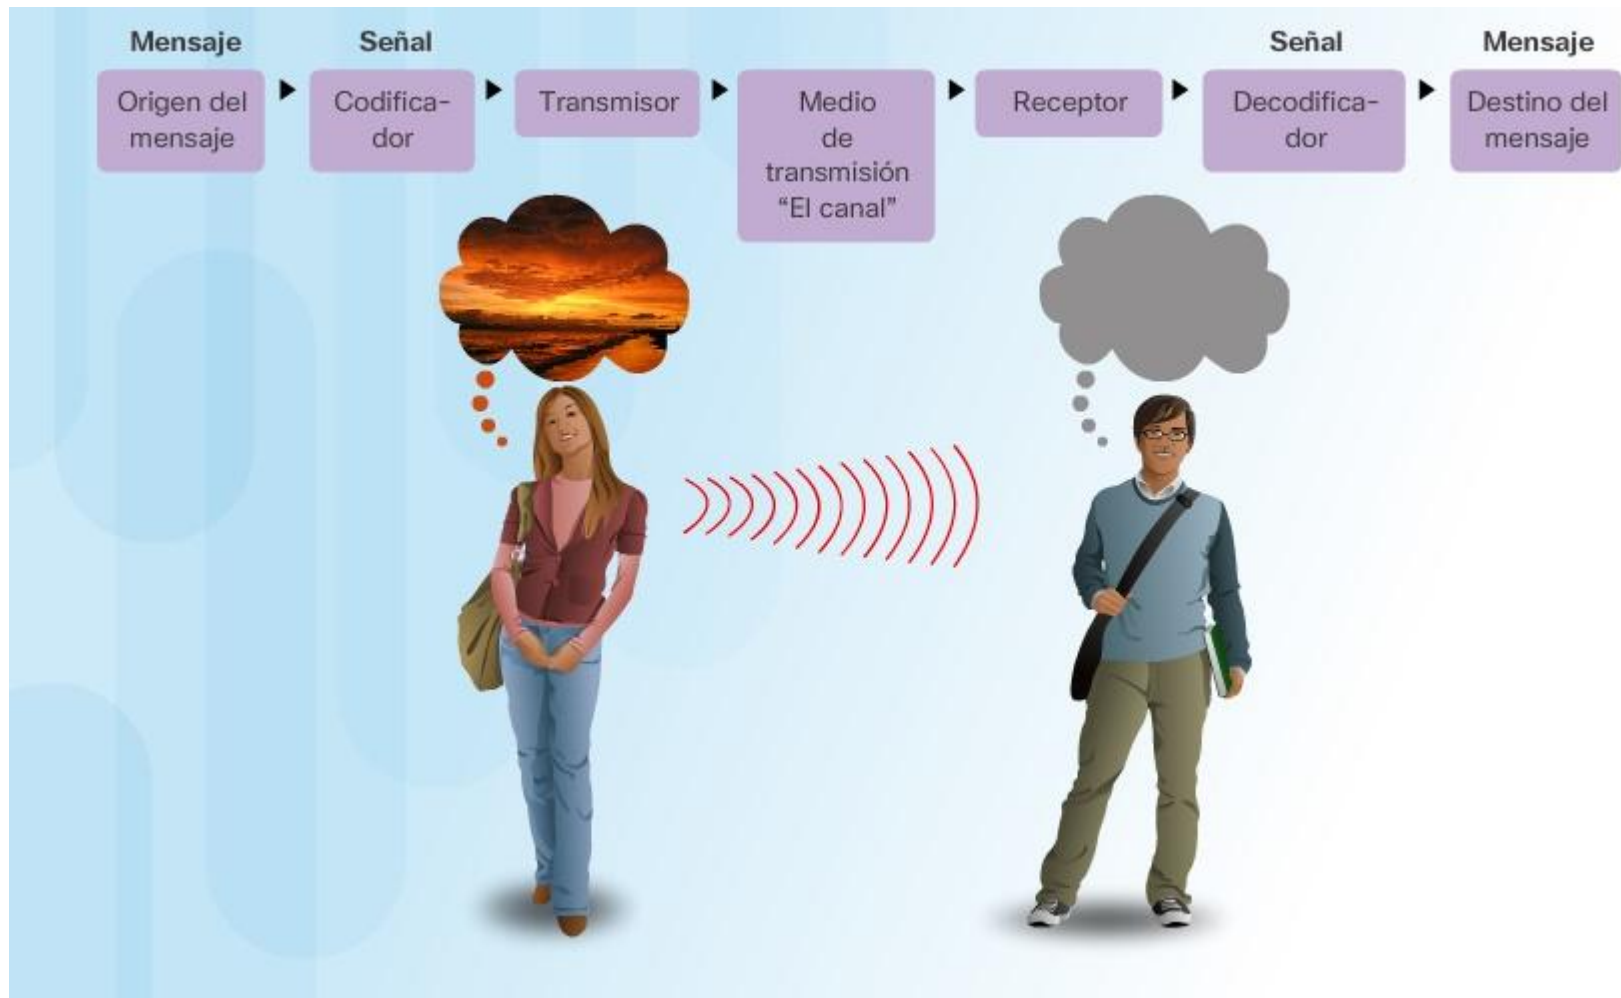 Mensaje
Señal
Señal
Mensaje
Origen del
mensaje
Codifica-
dor
Transmisor
Medio
de
transmisión
“El canal”
Receptor
Decodifica-
dor
Destino del
mensaje